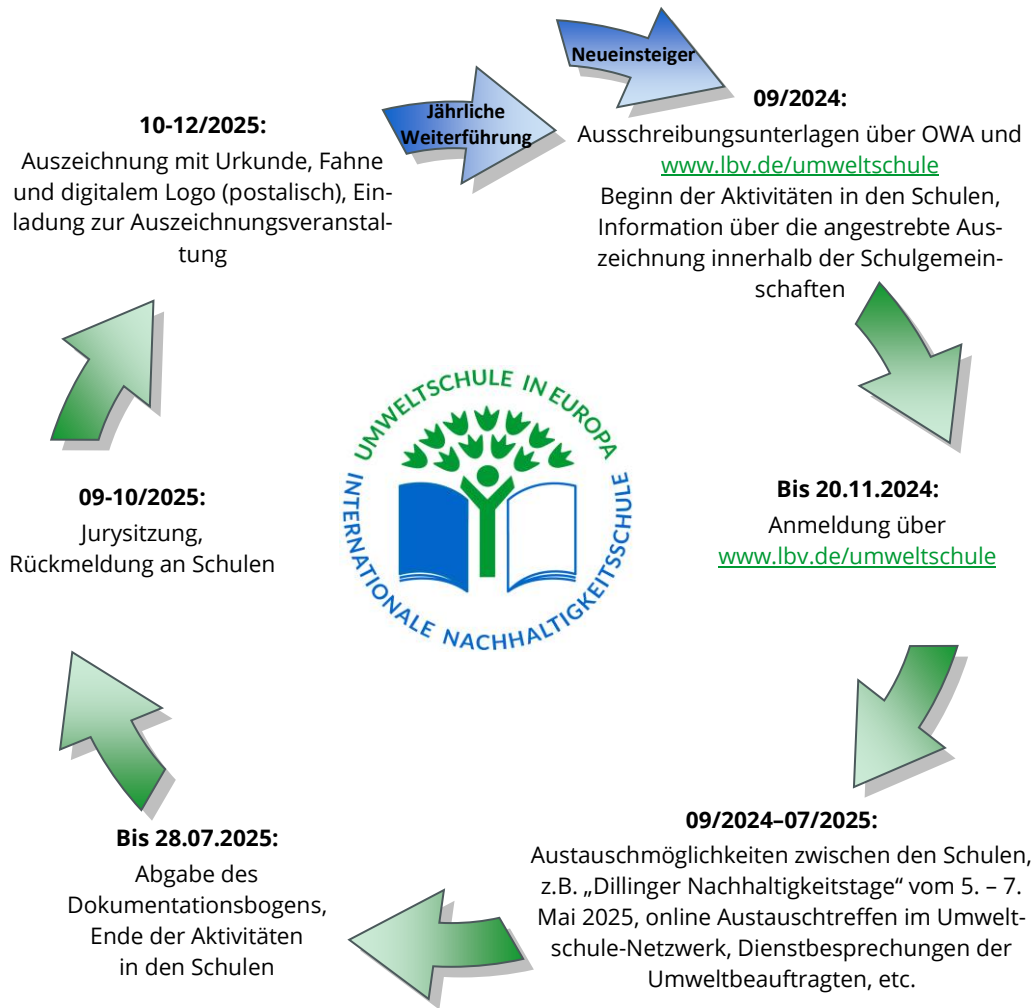 Neueinsteiger
Jährliche
Weiterführung
09/2024:
Ausschreibungsunterlagen über OWA und
www.lbv.de/umweltschule
Beginn der Aktivitäten in den Schulen,
Information über die angestrebte Aus-
zeichnung innerhalb der Schulgemein-
schaften
Bis 20.11.2024:
Anmeldung über
www.lbv.de/umweltschule
09/2024–07/2025:
Austauschmöglichkeiten zwischen den Schulen,
z.B. „Dillinger Nachhaltigkeitstage“ vom 5. – 7.
Mai 2025, online Austauschtreffen im Umwelt-
schule-Netzwerk, Dienstbesprechungen der
Umweltbeauftragten, etc.
Bis 28.07.2025:
Abgabe des
Dokumentationsbogens,
Ende der Aktivitäten
in den Schulen
09-10/2025:
Jurysitzung,
Rückmeldung an Schulen
10-12/2025:
Auszeichnung mit Urkunde, Fahne
und digitalem Logo (postalisch), Ein-
ladung zur Auszeichnungsveranstal-
tung
UMWELTSCHULE IN EUROPA
INTERNATIONALE NACHHALTIGKEITSSCHULE